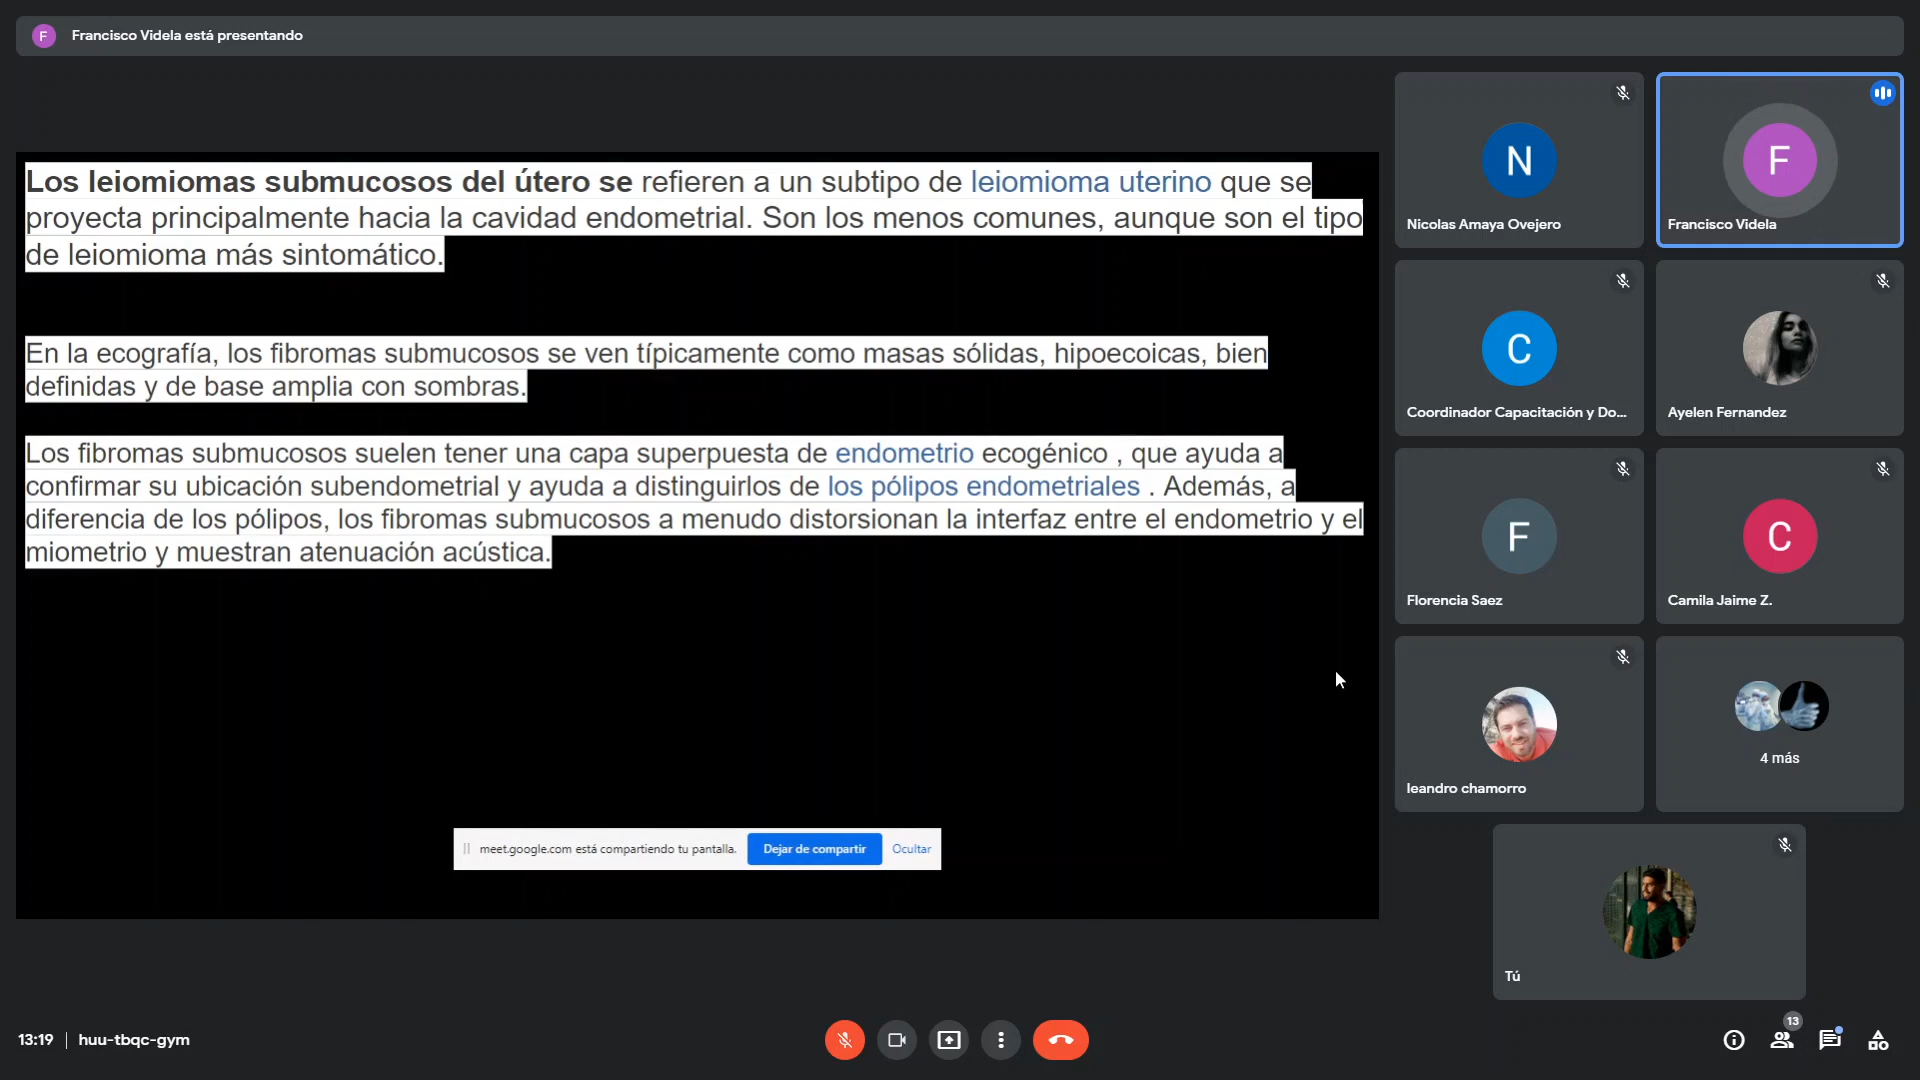 F Francisco Videla está presentando
Los leiomiomas submucosos del útero se refieren a un subtipo de leiomioma uterino que se
proyecta principalmente hacia la cavidad endometrial. Son los menos comunes, aunque son el tipo
de leiomioma más sintomático.
En la ecografía, los fibromas submucosos se ven típicamente como masas sólidas, hipoecoicas, bien
definidas y de base amplia con sombras.
Los fibromas submucosos suelen tener una capa superpuesta de endometrio ecogénico , que ayuda a
confirmar su ubicación subendometrial y ayuda a distinguirlos de los pólipos endometriales . Además, a
diferencia de los pólipos, los fibromas submucosos a menudo distorsionan la interfaz entre el endometrio y el
miometrio y muestran atenuación acústica.
meet.google.com está compartiendo tu pantalla. Dejar de compartir Ocultar
N
Nicolas Amaya Ovejero
F
Francisco Videla
C
Coordinador Capacitación y Do...
Ayelen Fernandez
F
Florencia Saez
C
Camila Jaime Z.
leandro chamorro
4 más
Tú
13:19 | huu-tbqc-gym
13